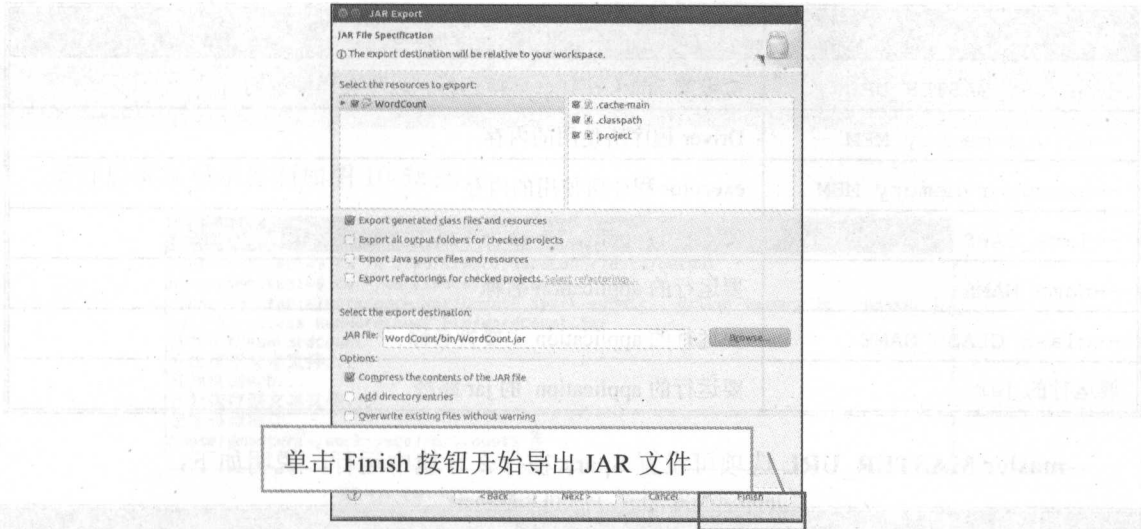 JAR Export
JAR File Specification
The export destination will be relative to your workspace.
Select the resources to export:
WordCount
.cache-main
.classpath
.project
Export generated class files and resources
Export all output folders for checked projects
Export Java source files and resources
Export refactorings for checked projects. Select refactorings...
Select the export destination:
JAR file: WordCount/bin/WordCount.jar Browse...
Options:
Compress the contents of the JAR file
Add directory entries
Overwrite existing files without warning
单击 Finish 按钮开始导出 JAR 文件
< Back Next > Cancel Finish